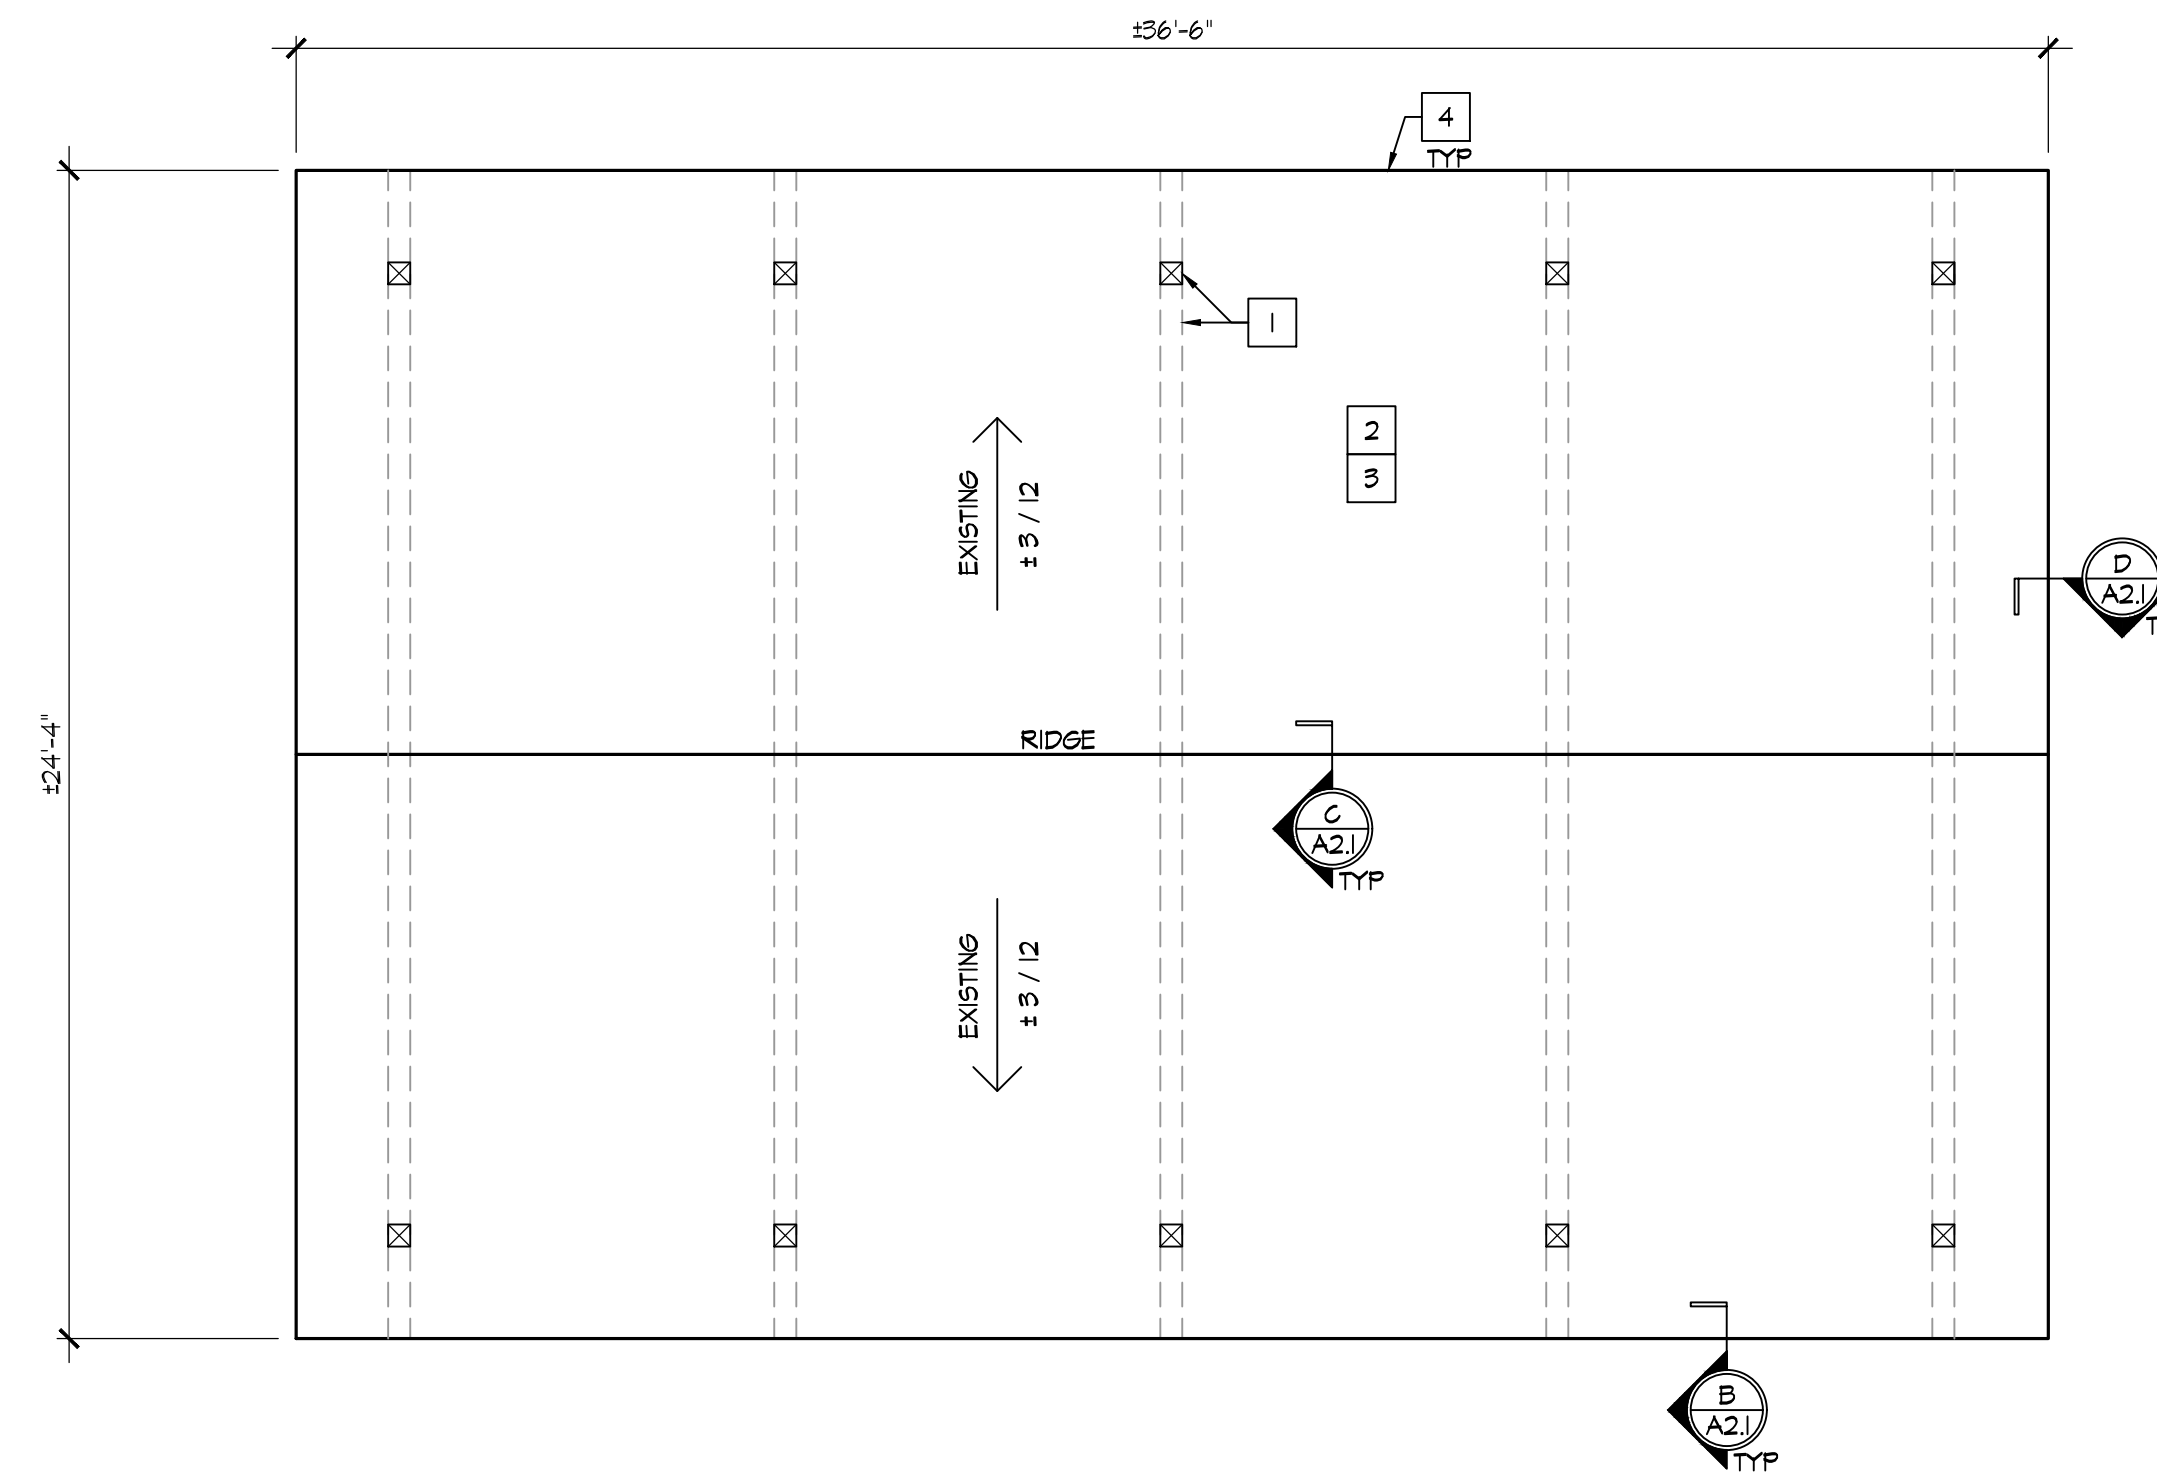 ±36'-6"
4
TYP
1
EXISTING
± 3 / 12
2
3
D
A2.1
±24'-4"
RIDGE
C
A2.1
TYP
EXISTING
± 3 / 12
B
A2.1
TYP